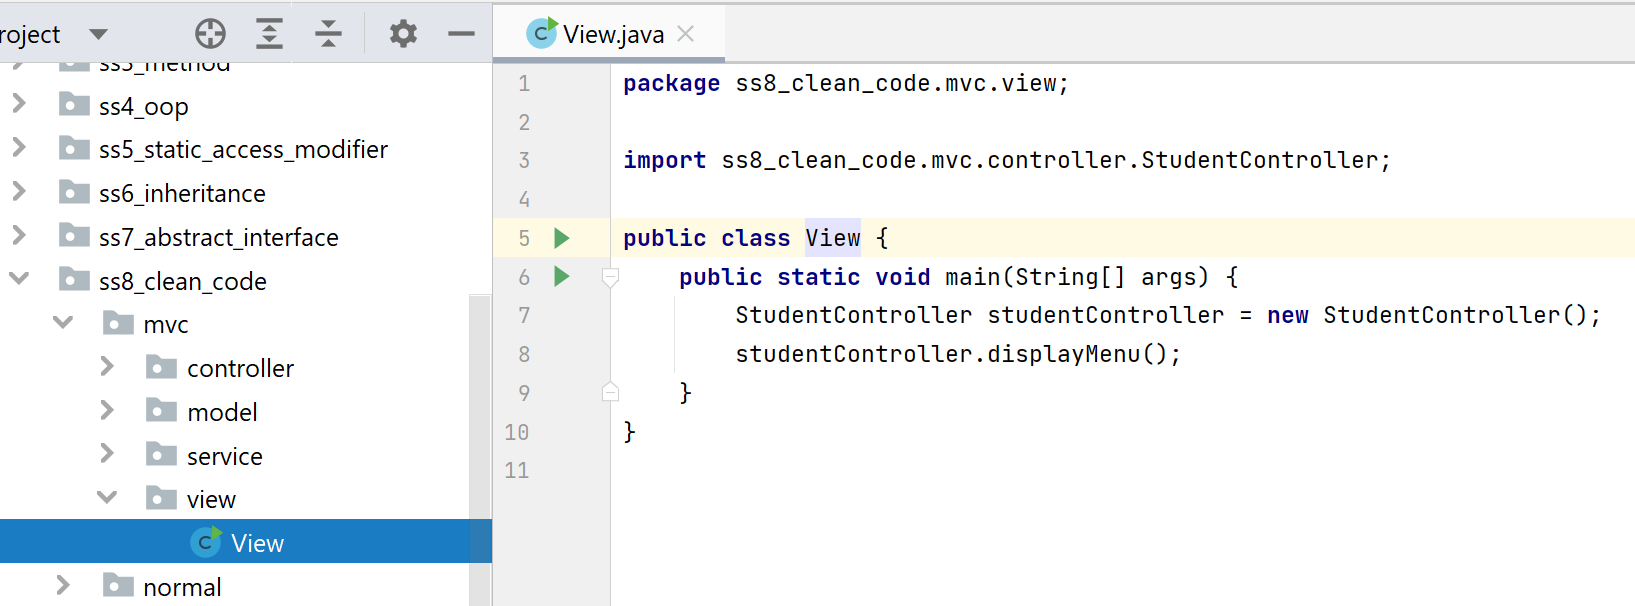 roject
View.java
ss3_method
ss4_oop
ss5_static_access_modifier
ss6_inheritance
ss7_abstract_interface
ss8_clean_code
mvc
controller
model
service
view
C View
normal
1 package ss8_clean_code.mvc.view;
2
3 import ss8_clean_code.mvc.controller.StudentController;
4
5 public class View {
6 public static void main(String[] args) {
7 StudentController studentController = new StudentController();
8 studentController.displayMenu();
9 }
10 }
11